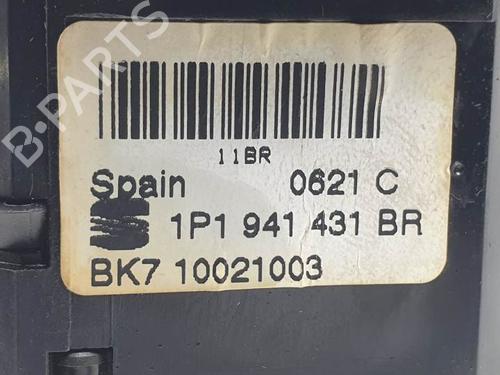 B-PARTS
11BR
Spain 0621 C
1P1 941 431 BR
BK7 10021003